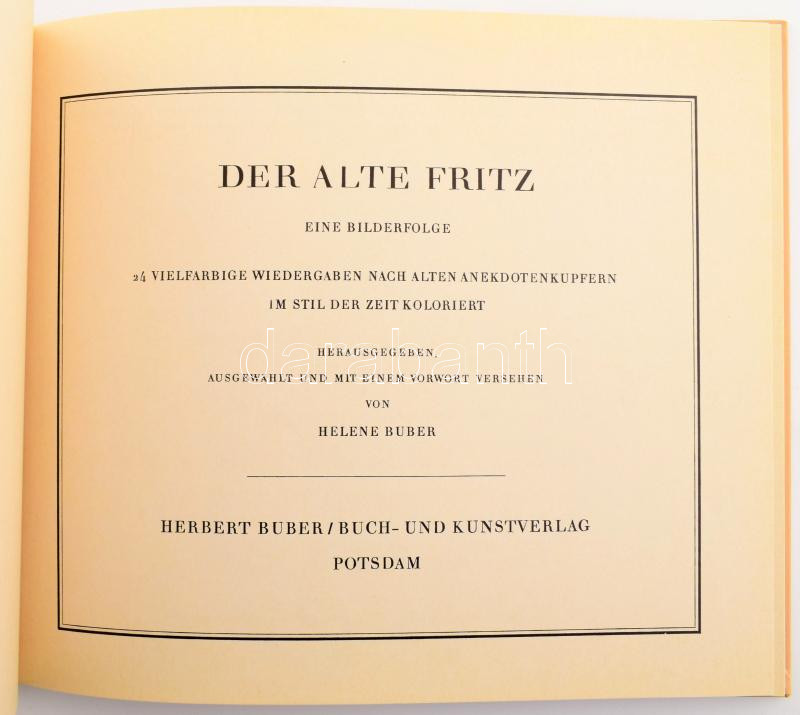 DER ALTE FRITZ
EINE BILDERFOLGE
24 VIELFARBIGE WIEDERGABEN NACH ALTEN ANEKDOTENKUPFERN
IM STIL DER ZEIT KOLORIERT
darabanth
HERAUSGEGEBEN,
AUSGEWÄHLT UND MIT EINEM VORWORT VERSEHEN
VON
HELENE BUBER
HERBERT BUBER / BUCH- UND KUNSTVERLAG
POTSDAM